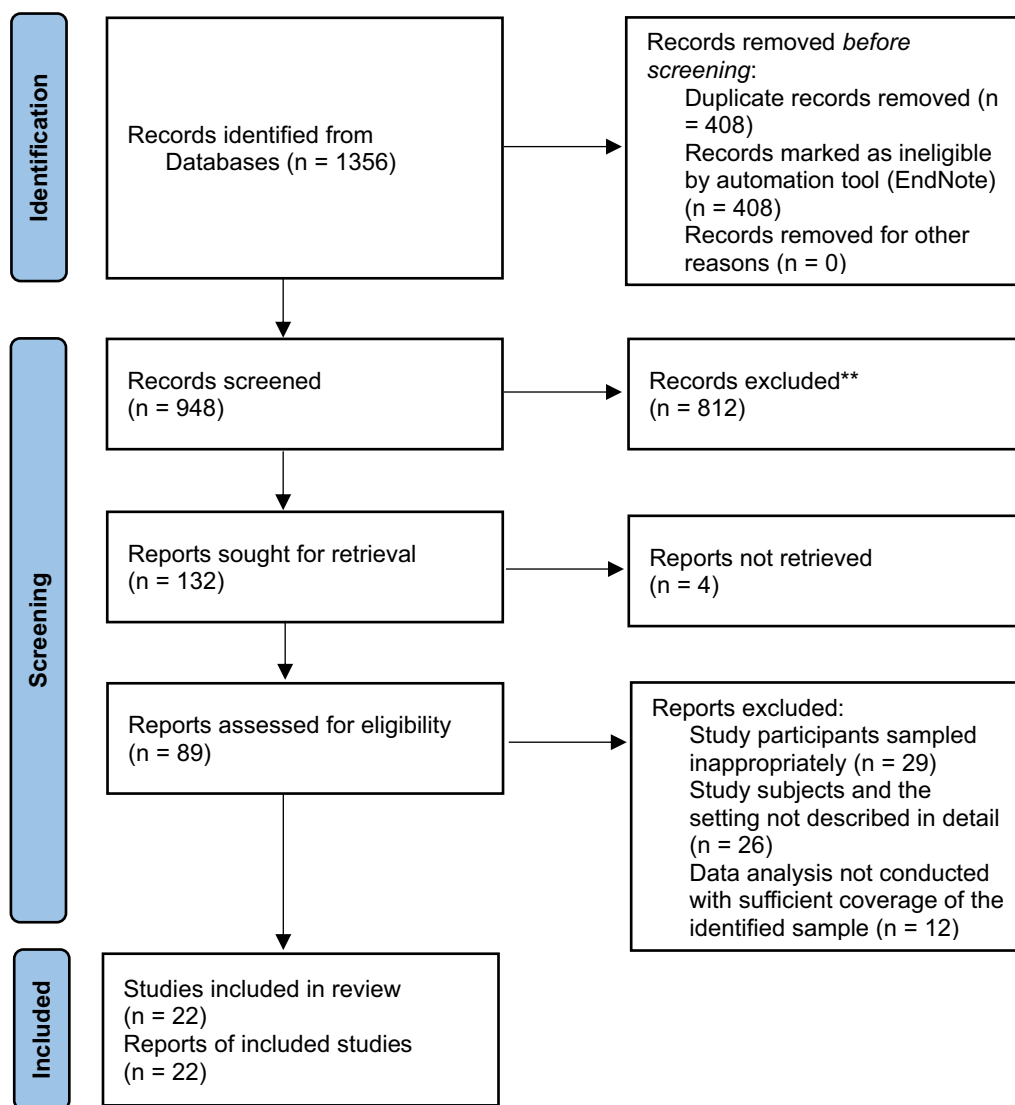 Identification
Records identified from
Databases (n = 1356)
Records removed before
screening:
Duplicate records removed (n
= 408)
Records marked as ineligible
by automation tool (EndNote)
(n = 408)
Records removed for other
reasons (n = 0)
Screening
Records screened
(n = 948)
Records excluded**
(n = 812)
Reports sought for retrieval
(n = 132)
Reports not retrieved
(n = 4)
Reports assessed for eligibility
(n = 89)
Reports excluded:
Study participants sampled
inappropriately (n = 29)
Study subjects and the
setting not described in detail
(n = 26)
Data analysis not conducted
with sufficient coverage of the
identified sample (n = 12)
Included
Studies included in review
(n = 22)
Reports of included studies
(n = 22)